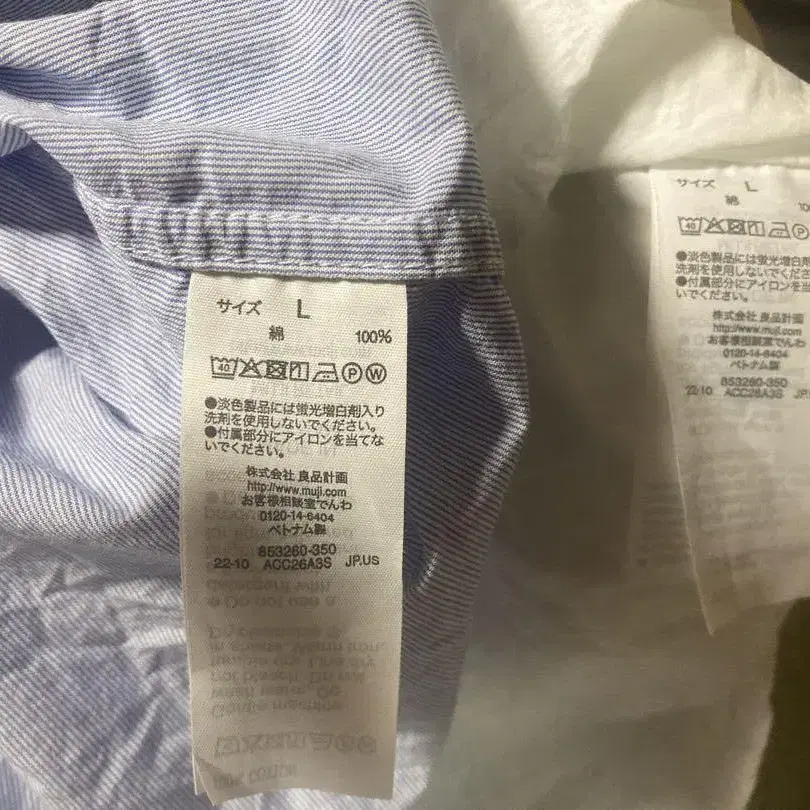 サイズ L
綿 100%
40 P W
●淡色製品には蛍光増白剤入り
洗剤を使用しないでください。
●付属部分にアイロンを当てな
いでください。
株式会社 良品計画
http://www.muji.com
お客様相談室でんわ
0120-14-6404
ベトナム製
853260-350
22-10 ACC26A3S JP.US
サイズ L
綿
40 P
●淡色製品には蛍光増白剤
洗剤を使用しないでくださ
●付属部分にアイロンを当
いでください。
株式会社 良品計画
http://www.muji.com
お客様相談室でんわ
0120-14-6404
ベトナム製
853260-350
22-10 ACC26A3S JP